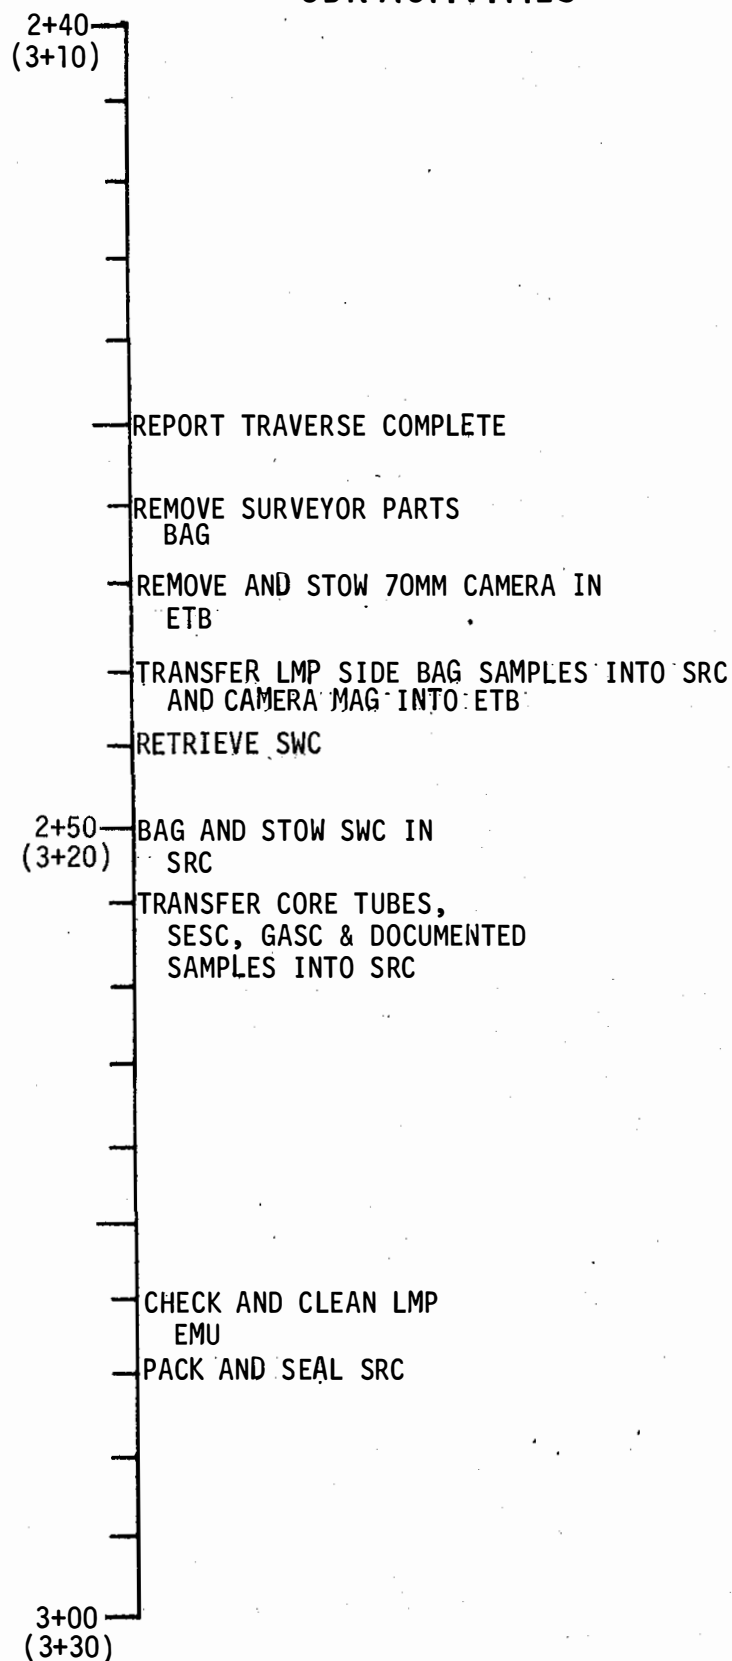 2+40
(3+10)
REPORT TRAVERSE COMPLETE
REMOVE SURVEYOR PARTS
BAG
REMOVE AND STOW 70MM CAMERA IN
ETB
TRANSFER LMP SIDE BAG SAMPLES INTO SRC
AND CAMERA MAG INTO ETB
RETRIEVE SWC
2+50
(3+20)
BAG AND STOW SWC IN
SRC
TRANSFER CORE TUBES,
SESC, GASC & DOCUMENTED
SAMPLES INTO SRC
CHECK AND CLEAN LMP
EMU
PACK AND SEAL SRC
3+00
(3+30)